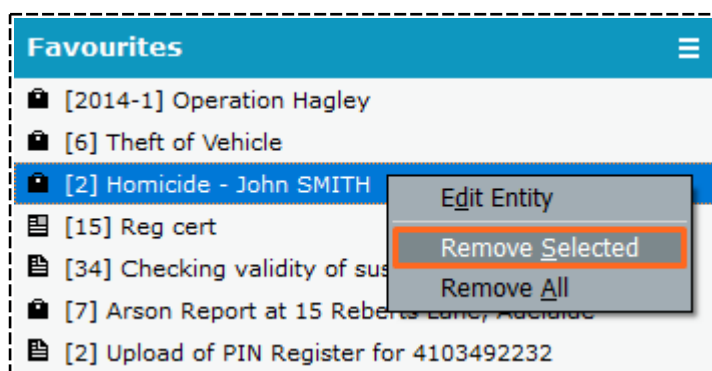 Favourites
[2014-1] Operation Hagley
[6] Theft of Vehicle
[2] Homicide - John SMITH
Edit Entity
[15] Reg cert
Remove Selected
[34] Checking validity of
Remove All
[7] Arson Report at 15
[2] Upload of PIN Register for 4103492232